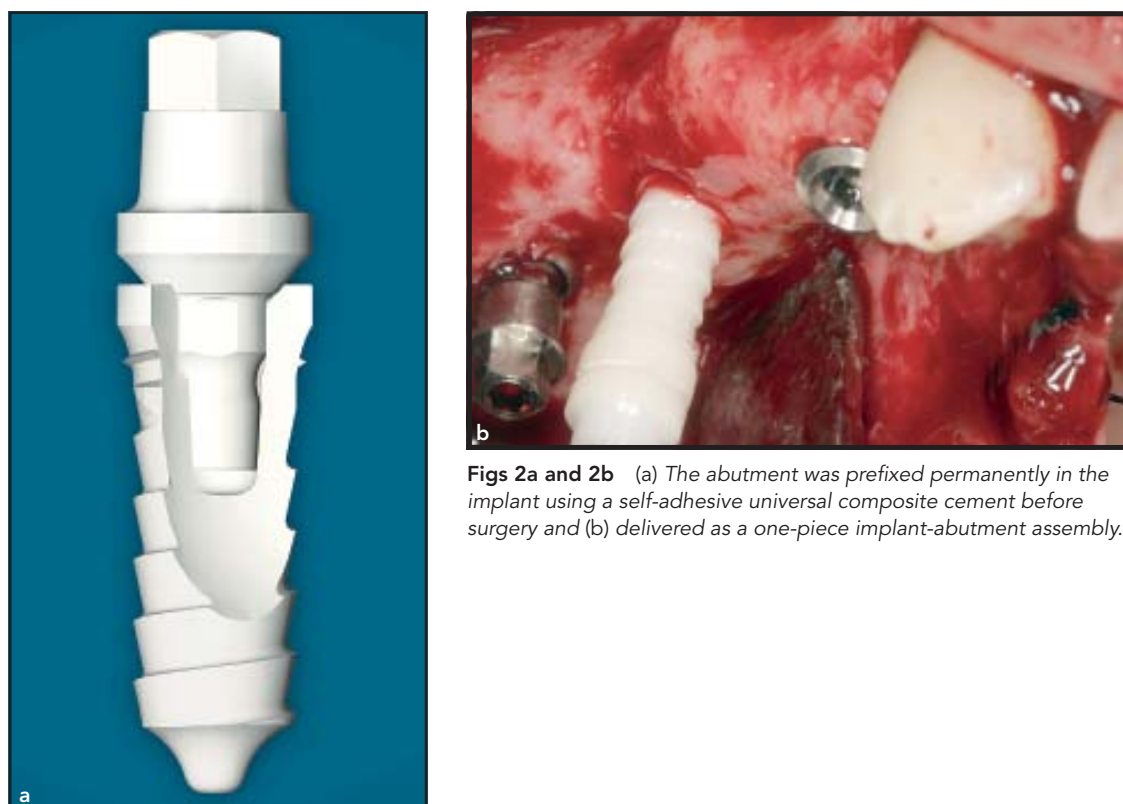 a
b
Figs 2a and 2b (a) The abutment was prefixed permanently in the
implant using a self-adhesive universal composite cement before
surgery and (b) delivered as a one-piece implant-abutment assembly.